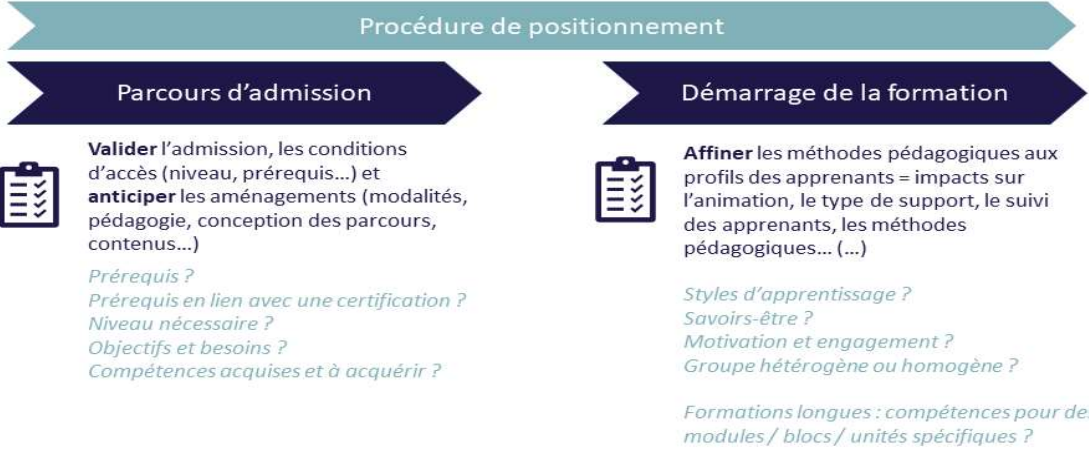 Procédure de positionnement
Parcours d'admission
Valider l'admission, les conditions
d'accès (niveau, prérequis...) et
anticiper les aménagements (modalités,
pédagogie, conception des parcours,
contenus...)
Prérequis ?
Prérequis en lien avec une certification ?
Niveau nécessaire ?
Objectifs et besoins ?
Compétences acquises et à acquérir ?
Démarrage de la formation
Affiner les méthodes pédagogiques aux
profils des apprenants = impacts sur
l'animation, le type de support, le suivi
des apprenants, les méthodes
pédagogiques... (...)
Styles d'apprentissage ?
Savoirs-être ?
Motivation et engagement ?
Groupe hétérogène ou homogène ?
Formations longues : compétences pour de
modules / blocs / unités spécifiques ?